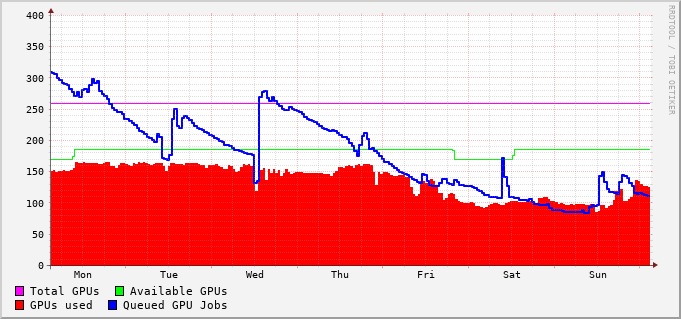 RRDTOOL / TOBI OETIKER
400
350
300
250
200
150
100
50
0
Mon Tue Wed Thu Fri Sat Sun
Total GPUs Available GPUs
GPUs used Queued GPU Jobs